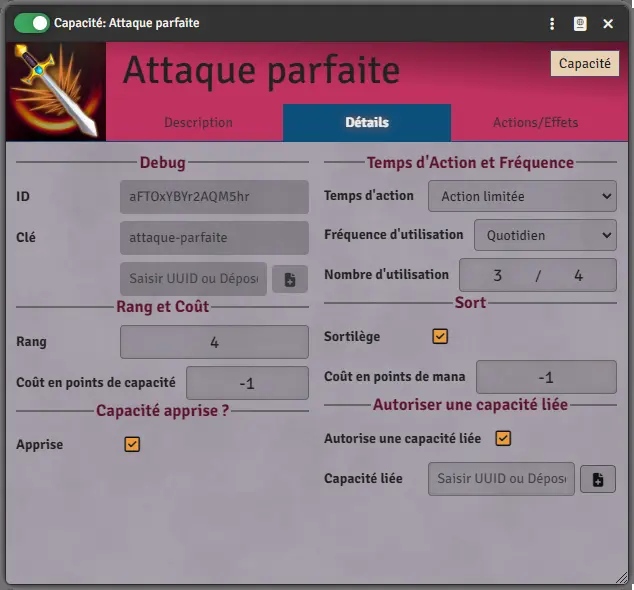 Capacité: Attaque parfaite
Attaque parfaite
Capacité
Description
Détails
Actions/Effets
Debug
ID
aFTOxYBYr2AQM5hr
Clé
attaque-parfaite
Saisir UUID ou Dépose
Rang et Coût
Rang
4
Coût en points de capacité
-1
Capacité apprise ?
Apprise
Temps d'Action et Fréquence
Temps d'action
Action limitée
Fréquence d'utilisation
Quotidien
Nombre d'utilisation
3 / 4
Sort
Sortilège
Coût en points de mana
-1
Autoriser une capacité liée
Autorise une capacité liée
Capacité liée
Saisir UUID ou Dépose